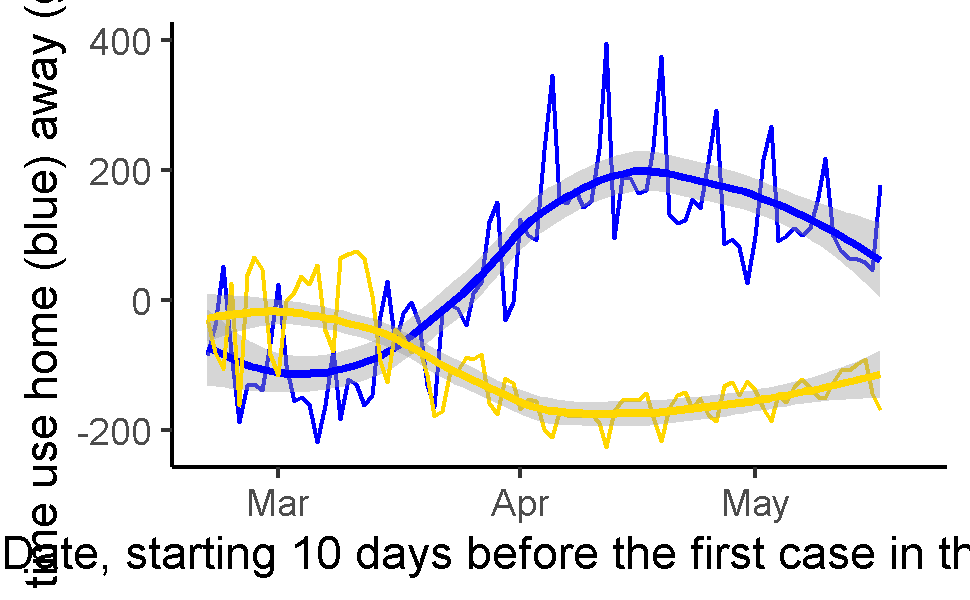 time use home (blue) away (
400
200
0
-200
Mar Apr May
Date, starting 10 days before the first case in th